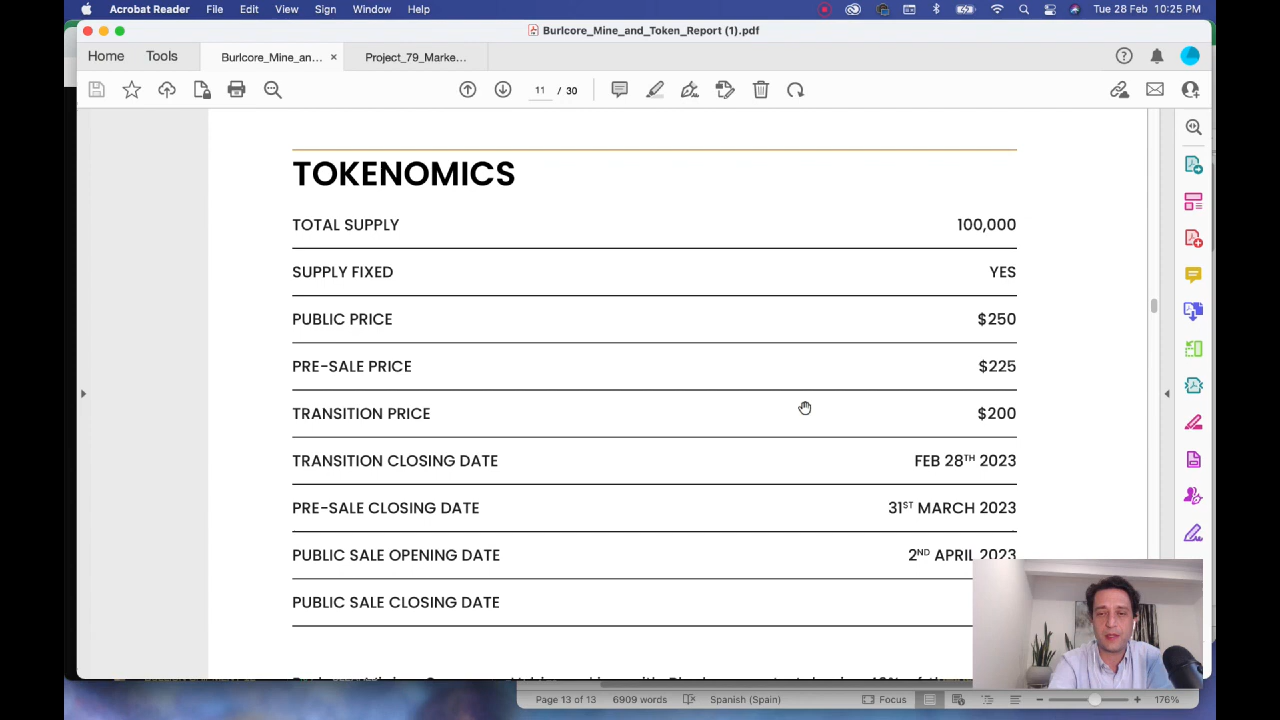 Acrobat Reader File Edit View Sign Window Help Tue 28 Feb 10:25 PM
Burlcore_Mine_and_Token_Report (1).pdf
Home Tools Burlcore_Mine_an... × Project_79_Marke...
11 / 30
TOKENOMICS
TOTAL SUPPLY 100,000
SUPPLY FIXED YES
PUBLIC PRICE $250
PRE-SALE PRICE $225
TRANSITION PRICE $200
TRANSITION CLOSING DATE FEB 28TH 2023
PRE-SALE CLOSING DATE 31ST MARCH 2023
PUBLIC SALE OPENING DATE 2ND APRIL 2023
PUBLIC SALE CLOSING DATE
Page 13 of 13 6909 words Spanish (Spain) Focus 176%